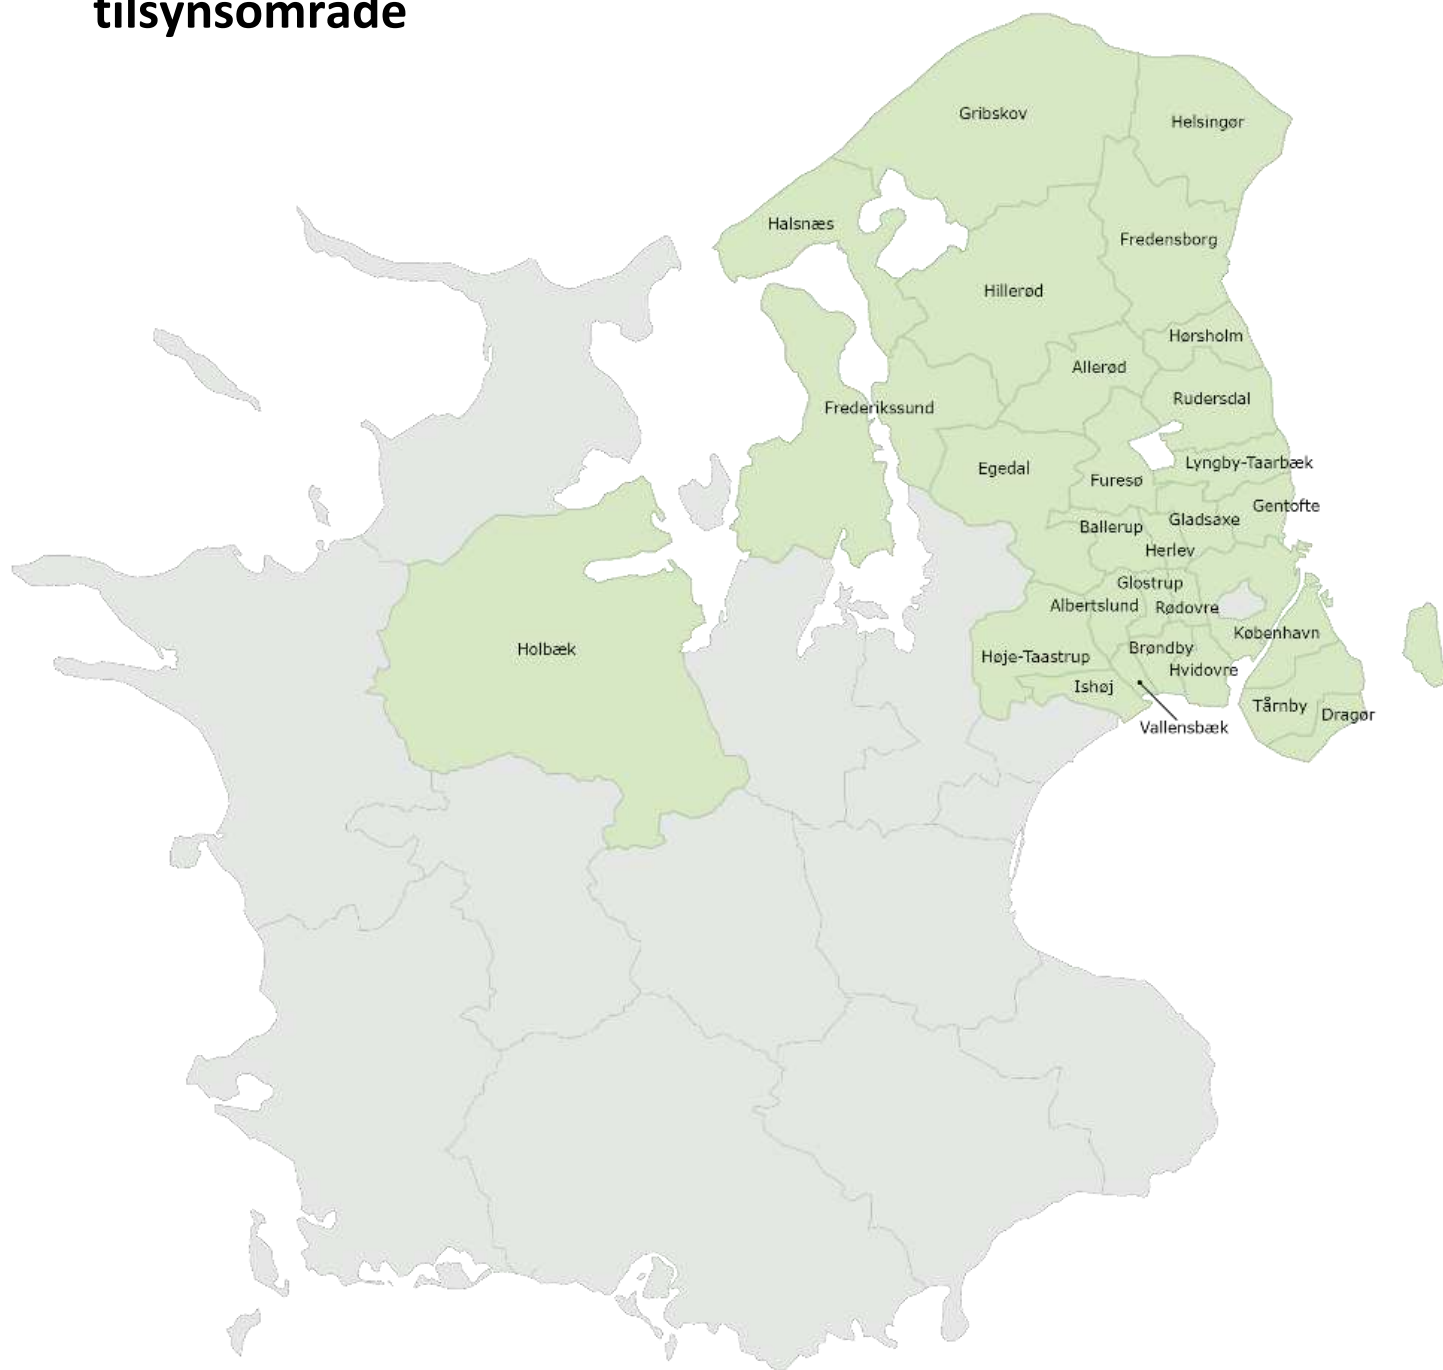 tilsynsområde
Gribskov
Helsingør
Halsnæs
Fredensborg
Hillerød
Hørsholm
Allerød
Rudersdal
Frederikssund
Lyngby-Taarbæk
Egedal
Furesø
Gentofte
Gladsaxe
Ballerup
Herlev
Glostrup
Albertslund
Rødovre
København
Holbæk
Brøndby
Høje-Taastrup
Hvidovre
Ishøj
Tårnby
Dragør
Vallensbæk